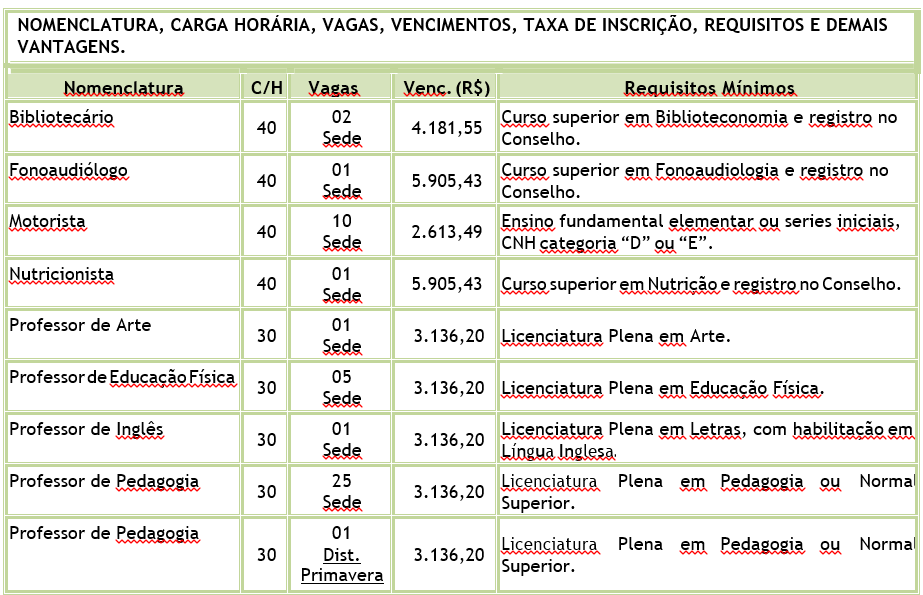 NOMENCLATURA, CARGA HORÁRIA, VAGAS, VENCIMENTOS, TAXA DE INSCRIÇÃO, REQUISITOS E DEMAIS
VANTAGENS.
Nomenclatura C/H Vagas Venc. (R$) Requisitos Mínimos
Bibliotecário 40 02 Sede 4.181,55 Curso superior em Biblioteconomia e registro no
Conselho.
Fonoaudiólogo 40 01 Sede 5.905,43 Curso superior em Fonoaudiologia e registro no
Conselho.
Motorista 40 10 Sede 2.613,49 Ensino fundamental elementar ou series iniciais,
CNH categoria “D” ou “E”.
Nutricionista 40 01 Sede 5.905,43 Curso superior em Nutrição e registro no Conselho.
Professor de Arte 30 01 Sede 3.136,20 Licenciatura Plena em Arte.
Professor de Educação Física 30 05 Sede 3.136,20 Licenciatura Plena em Educação Física.
Professor de Inglês 30 01 Sede 3.136,20 Licenciatura Plena em Letras, com habilitação em
Língua Inglesa.
Professor de Pedagogia 30 25 Sede 3.136,20 Licenciatura Plena em Pedagogia ou Normal
Superior.
Professor de Pedagogia 30 01 Dist. Primavera 3.136,20 Licenciatura Plena em Pedagogia ou Normal
Superior.